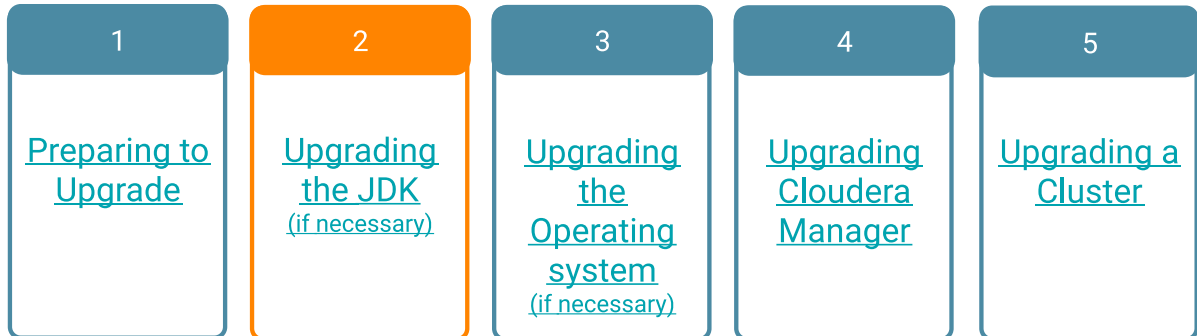 1
Preparing to
Upgrade
2
Upgrading
the JDK
(if necessary)
3
Upgrading
the
Operating
system
(if necessary)
4
Upgrading
Cloudera
Manager
5
Upgrading a
Cluster